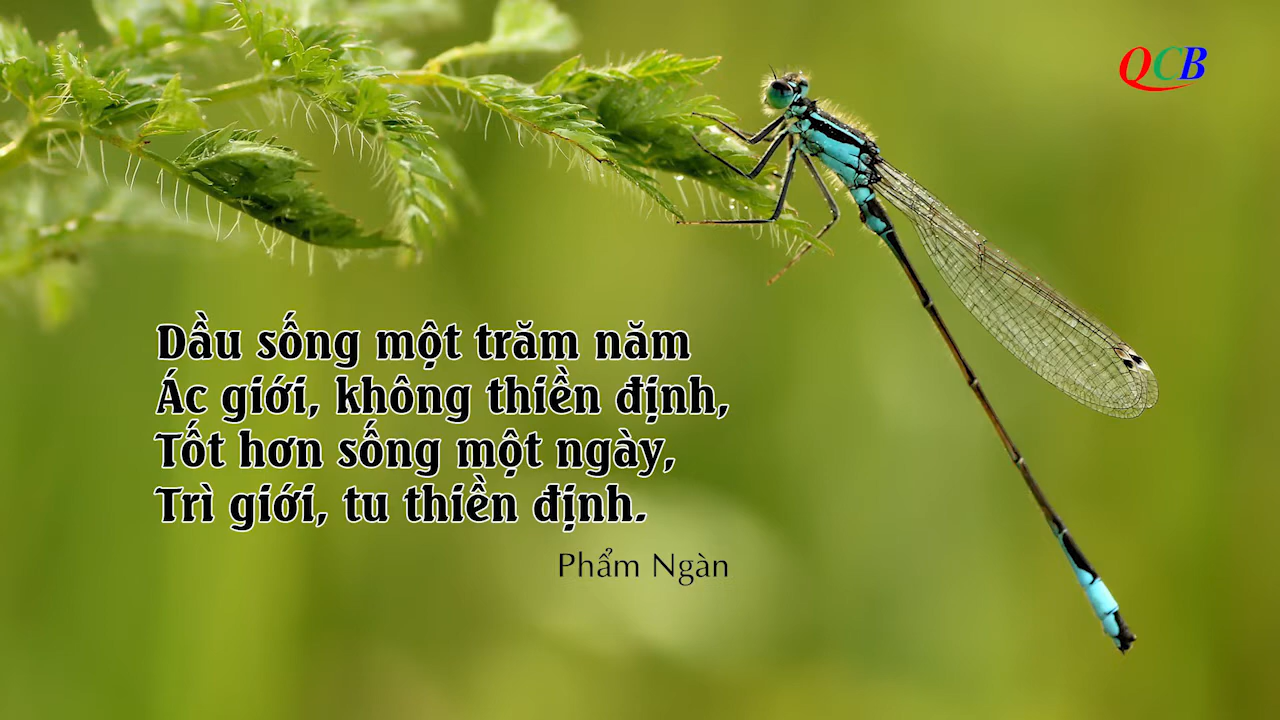 QCB
Dầu sống một trăm năm
Ác giới, không thiền định,
Tốt hơn sống một ngày,
Trì giới, tu thiền định.
Phẩm Ngàn